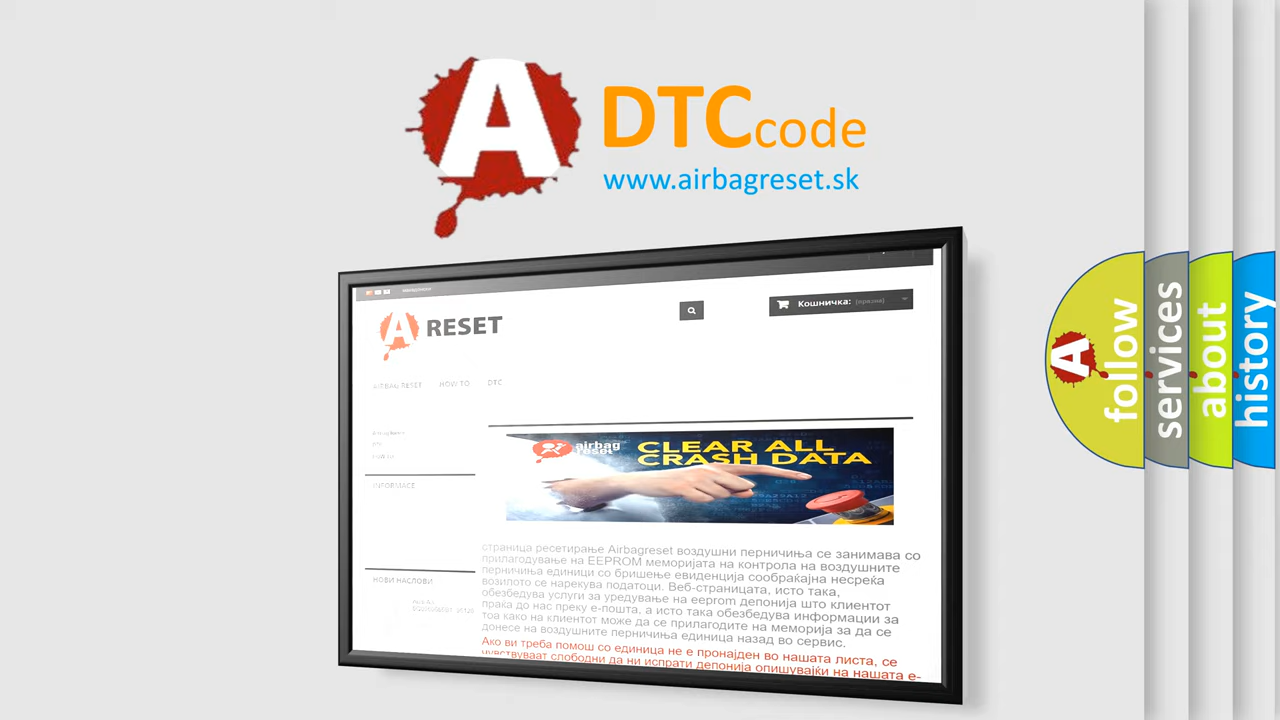 A
DTC code
www.airbagreset.sk
Кошничка: (празна)
A RESET
AIRBAG RESET HOW TO DTC
airbag reset
CLEAR ALL
CRASH DATA
INFORMACE
страница ресетирање Airbagreset воздушни перничиња се занимава со
прилагодување на EEPROM меморијата на контрола на воздушните
перничиња единици со бришење евиденција сообраќајна несреќа
возилото се нарекува податоци. Веб-страницата, исто така,
обезбедува услуги за уредување на eeprom депонија што клиентот
праќа до нас преку е-пошта, а исто така обезбедува информации за
тоа како на клиентот може да се прилагодите на меморија за да се
донесе на воздушните перничиња единица назад во сервис.
НОВИ НАСЛОВИ
Ако ви треба помош со единица не е пронајден во нашата листа, се
чувствуваат слободни да ни испрати депонија опишувајќи на нашата е-
A
follow
services
about
history